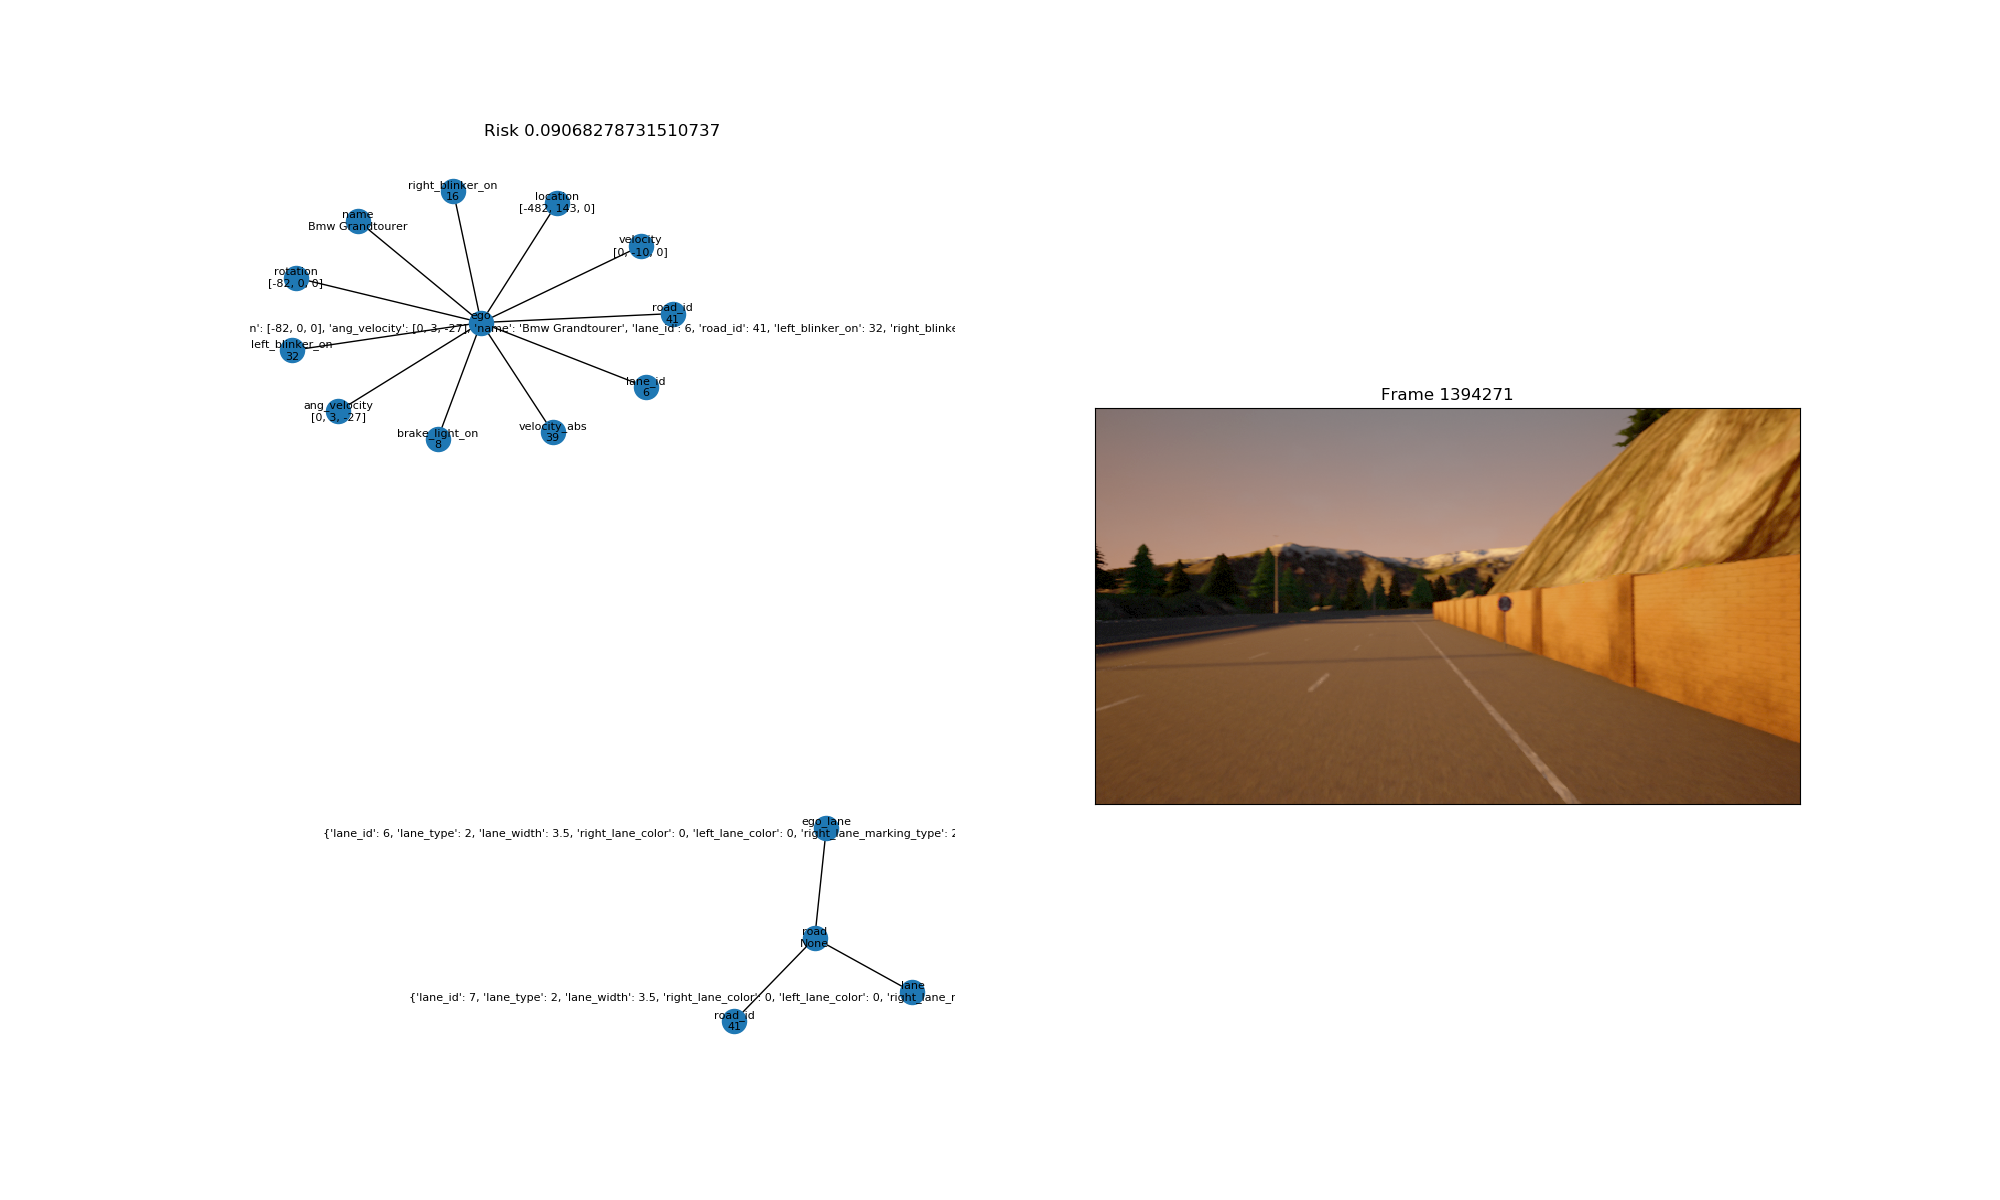 Risk 0.09068278731510737
right_blinker_on
16
location
[-482, 143, 0]
name
Bmw Grandtourer
velocity
[0, -10, 0]
rotation
[-82, 0, 0]
road_id
41
ego
n': [-82, 0, 0], 'ang_velocity': [0, 3, -27], 'name': 'Bmw Grandtourer', 'lane_id': 6, 'road_id': 41, 'left_blinker_on': 32, 'right_blinke
left_blinker_on
32
lane_id
6
ang_velocity
[0, 3, -27]
brake_light_on
8
velocity_abs
39
Frame 1394271
ego_lane
{'lane_id': 6, 'lane_type': 2, 'lane_width': 3.5, 'right_lane_color': 0, 'left_lane_color': 0, 'right_lane_marking_type': 2
road
None
lane
{'lane_id': 7, 'lane_type': 2, 'lane_width': 3.5, 'right_lane_color': 0, 'left_lane_color': 0, 'right_lane_r
road_id
41